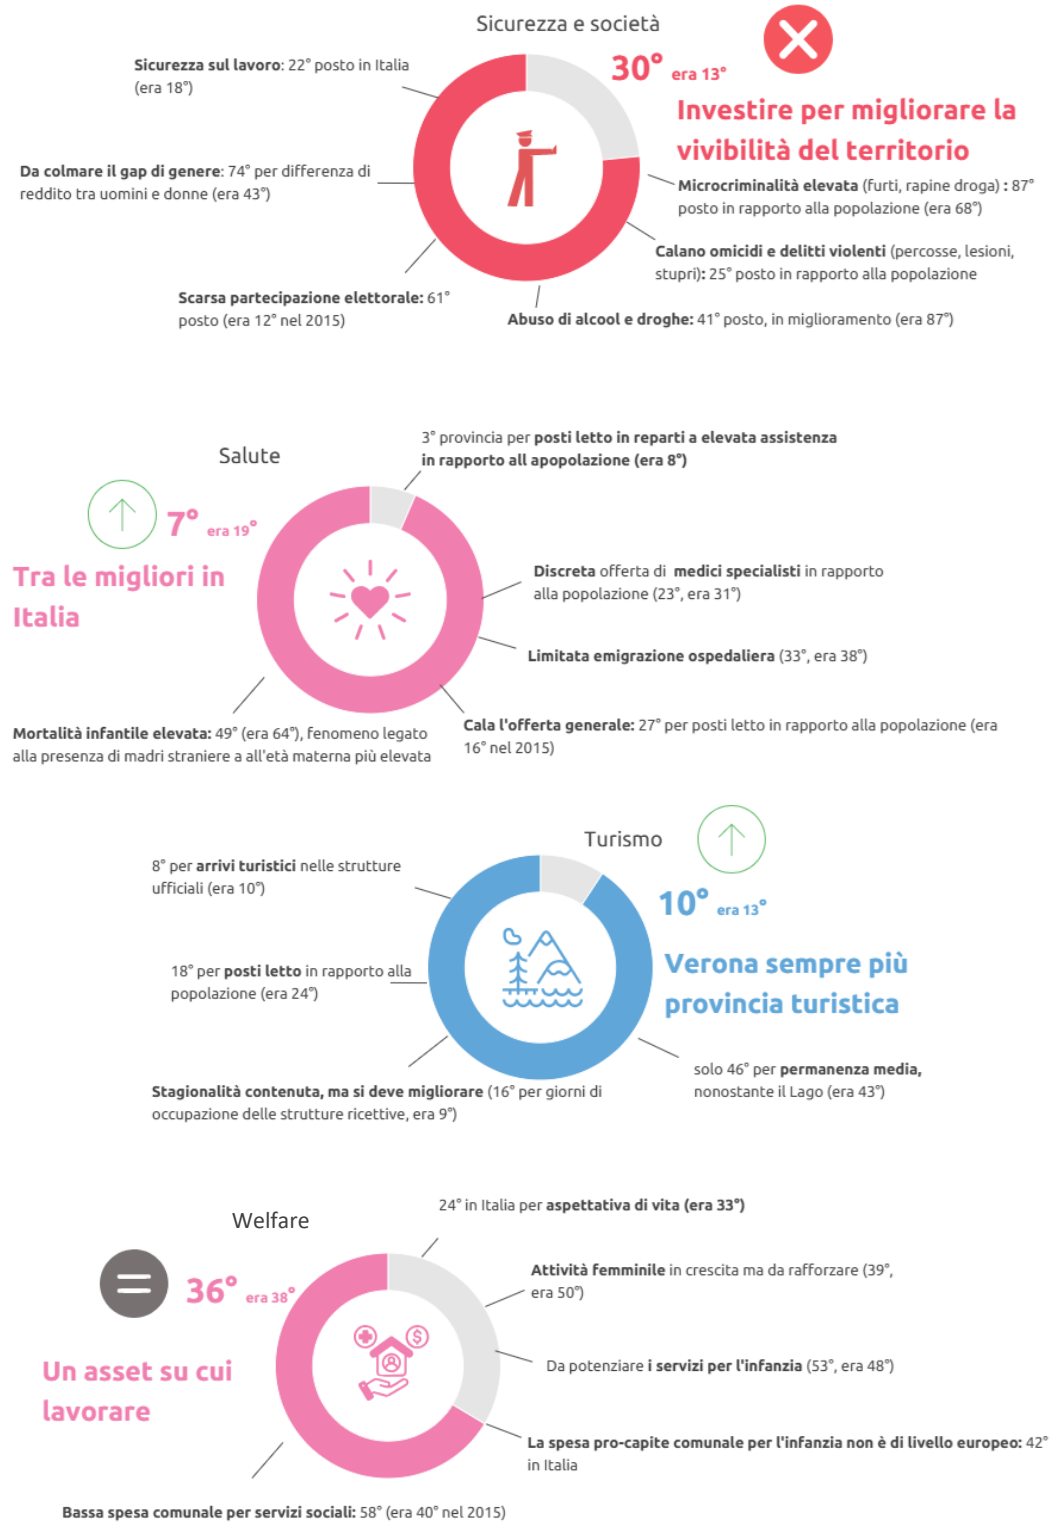 Sicurezza e società
30° era 13°
Investire per migliorare la
vivibilità del territorio
Sicurezza sul lavoro: 22° posto in Italia
(era 18°)
Da colmare il gap di genere: 74° per differenza di
reddito tra uomini e donne (era 43°)
Microcriminalità elevata (furti, rapine droga) : 87°
posto in rapporto alla popolazione (era 68°)
Calano omicidi e delitti violenti (percosse, lesioni,
stupri): 25° posto in rapporto alla popolazione
Scarsa partecipazione elettorale: 61°
posto (era 12° nel 2015)
Abuso di alcool e droghe: 41° posto, in miglioramento (era 87°)
Salute
7° era 19°
Tra le migliori in
Italia
3° provincia per posti letto in reparti a elevata assistenza
in rapporto all apopolazione (era 8°)
Discreta offerta di medici specialisti in rapporto
alla popolazione (23°, era 31°)
Limitata emigrazione ospedaliera (33°, era 38°)
Cala l'offerta generale: 27° per posti letto in rapporto alla popolazione (era
16° nel 2015)
Mortalità infantile elevata: 49° (era 64°), fenomeno legato
alla presenza di madri straniere a all'età materna più elevata
Turismo
10° era 13°
Verona sempre più
provincia turistica
8° per arrivi turistici nelle strutture
ufficiali (era 10°)
18° per posti letto in rapporto alla
popolazione (era 24°)
Stagionalità contenuta, ma si deve migliorare (16° per giorni di
occupazione delle strutture ricettive, era 9°)
solo 46° per permanenza media,
nonostante il Lago (era 43°)
Welfare
36° era 38°
Un asset su cui
lavorare
24° in Italia per aspettativa di vita (era 33°)
Attività femminile in crescita ma da rafforzare (39°,
era 50°)
Da potenziare i servizi per l'infanzia (53°, era 48°)
La spesa pro-capite comunale per l'infanzia non è di livello europeo: 42°
in Italia
Bassa spesa comunale per servizi sociali: 58° (era 40° nel 2015)